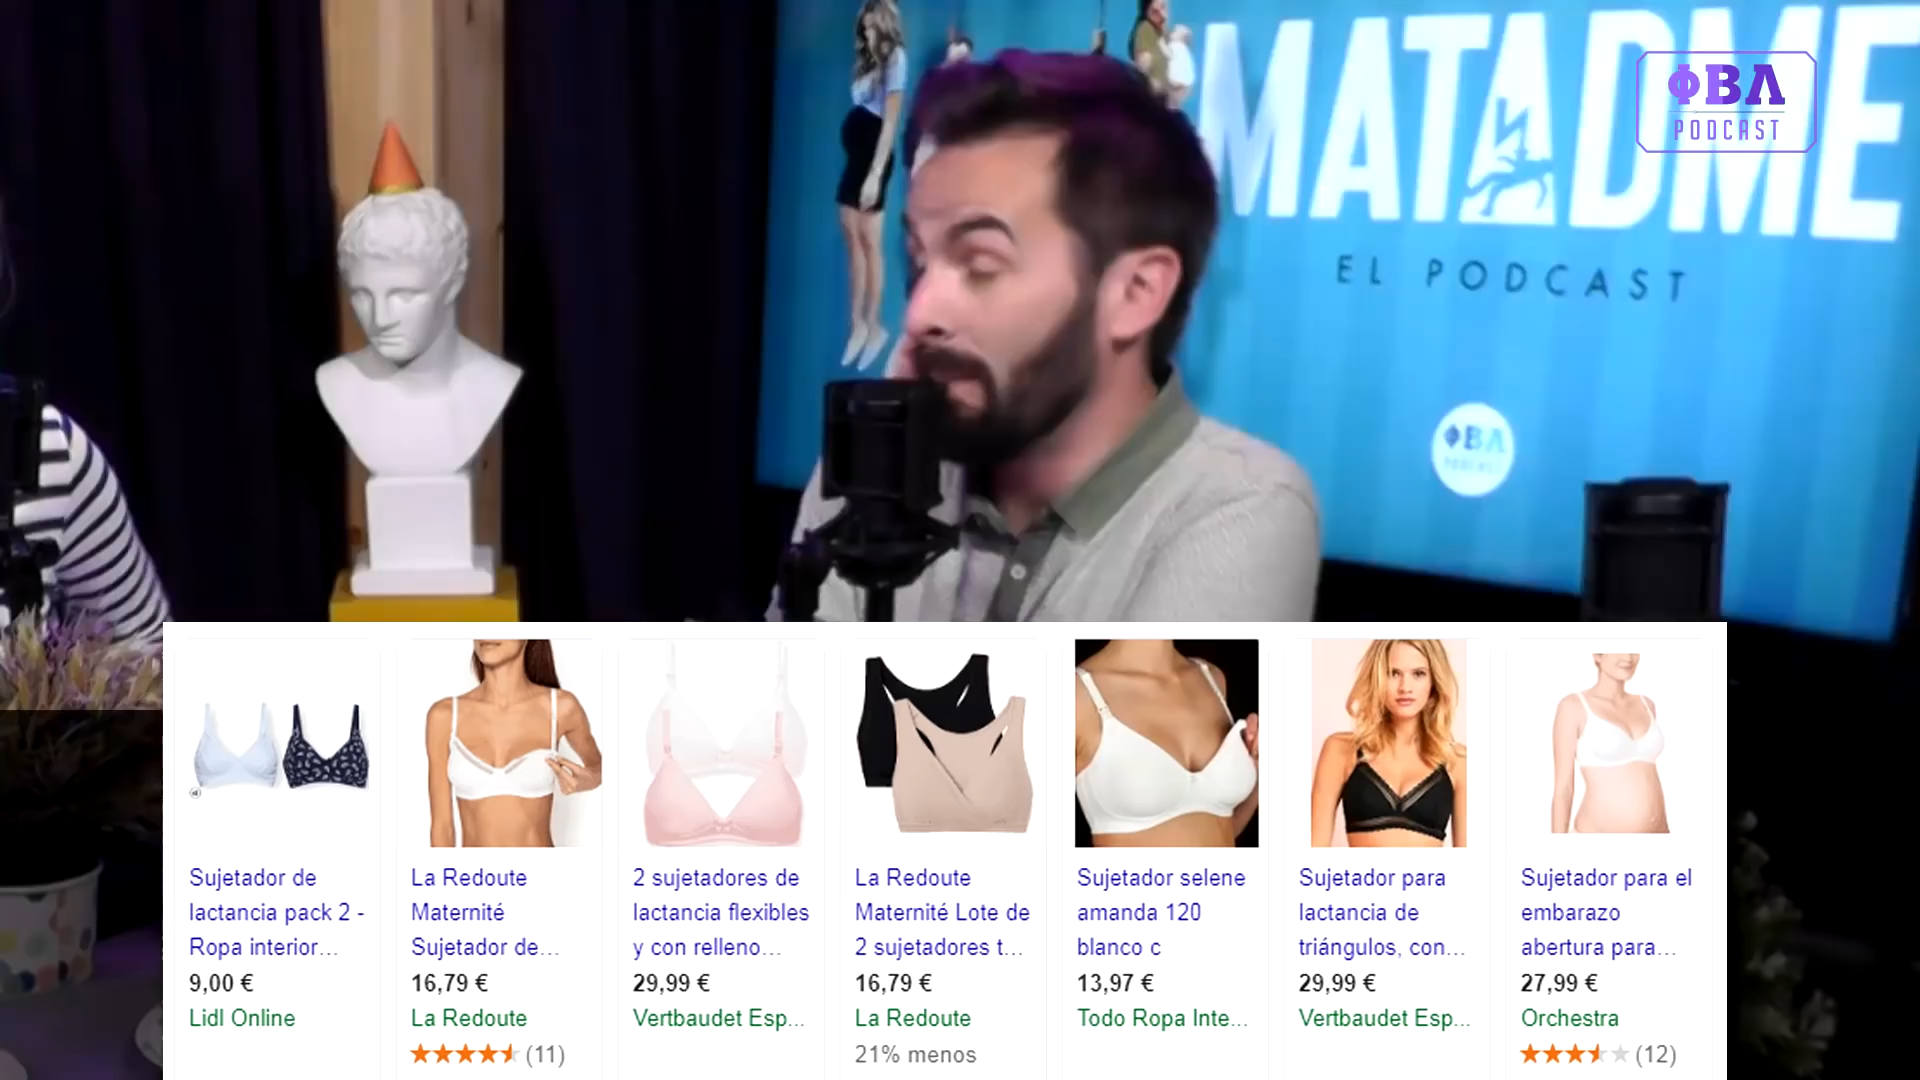 MATADME
EL PODCAST
ΦBΛ
PODCAST
ΦBΛ
PODCAST
Sujetador de
lactancia pack 2 -
Ropa interior...
9,00 €
Lidl Online
La Redoute
Maternité
Sujetador de...
16,79 €
La Redoute
(11)
2 sujetadores de
lactancia flexibles
y con relleno...
29,99 €
Vertbaudet Esp...
La Redoute
Maternité Lote de
2 sujetadores t...
16,79 €
La Redoute
21% menos
Sujetador selene
amanda 120
blanco c
13,97 €
Todo Ropa Inte...
Sujetador para
lactancia de
triángulos, con...
29,99 €
Vertbaudet Esp...
Sujetador para el
embarazo
abertura para...
27,99 €
Orchestra
(12)